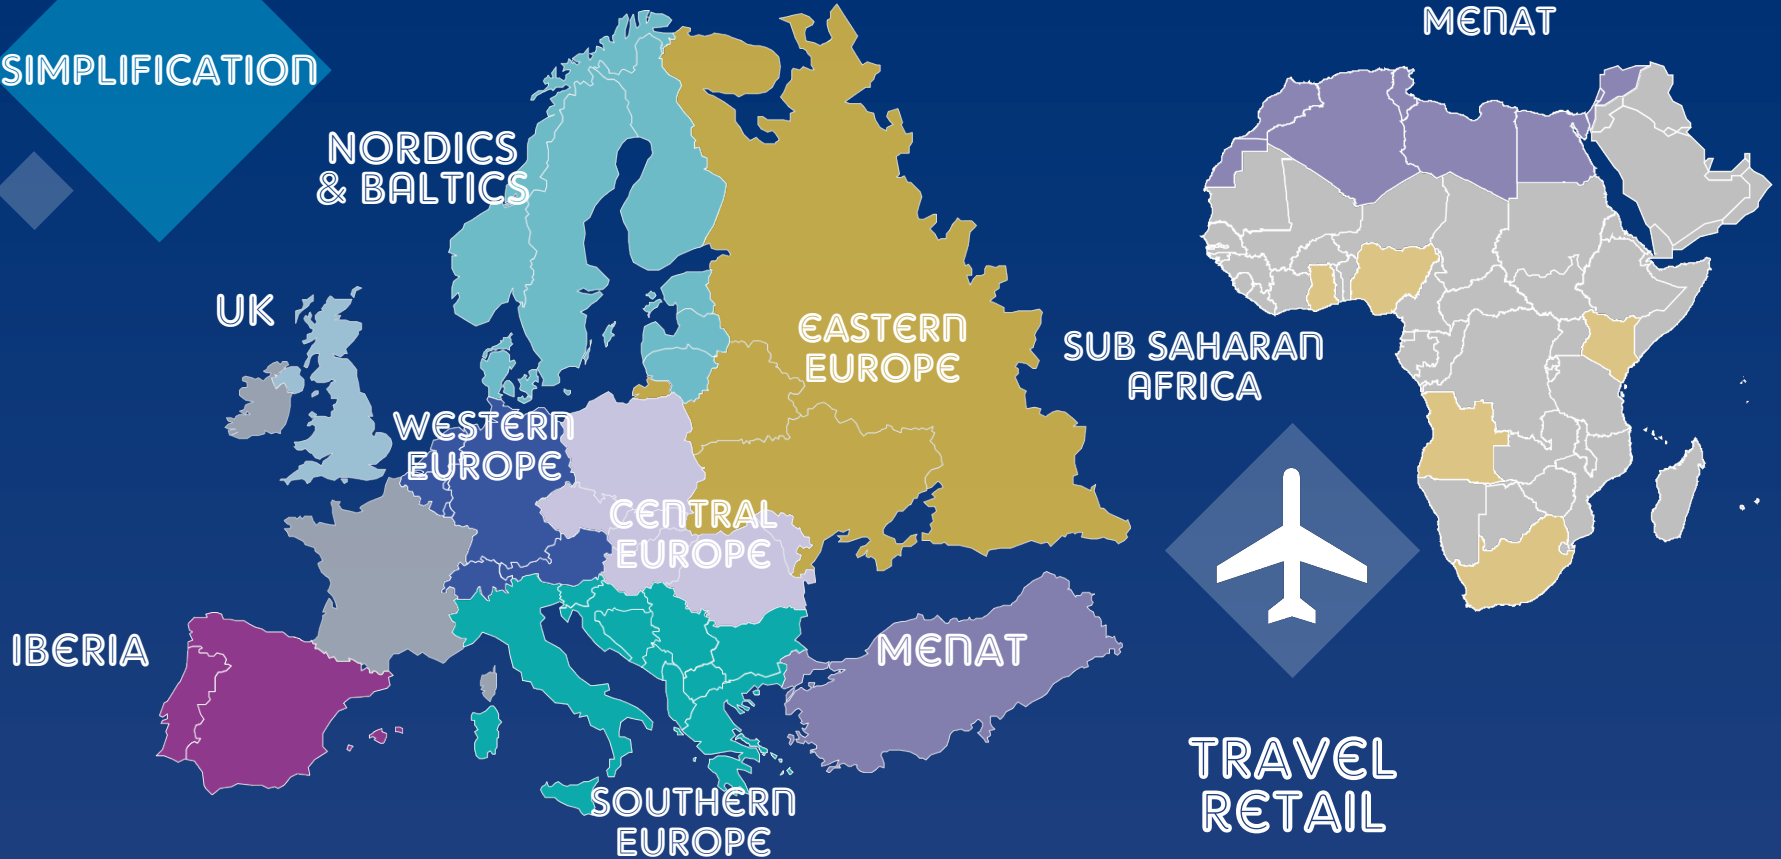 SIMPLIFICATION
MENAT
NORDICS
& BALTICS
UK
EASTERN
EUROPE
SUB SAHARAN
AFRICA
WESTERN
EUROPE
CENTRAL
EUROPE
IBERIA
MENAT
TRAVEL
RETAIL
SOUTHERN
EUROPE